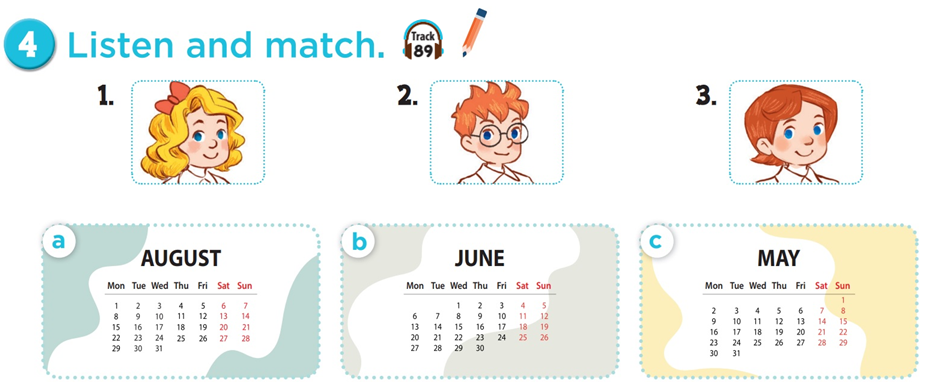 4 Listen and match. Track 89
1. 2. 3.
a b c
AUGUST JUNE MAY
Mon Tue Wed Thu Fri Sat Sun
1 2 3 4 5 6 7
8 9 10 11 12 13 14
15 16 17 18 19 20 21
22 23 24 25 26 27 28
29 30 31
Mon Tue Wed Thu Fri Sat Sun
1 2 3 4 5
6 7 8 9 10 11 12
13 14 15 16 17 18 19
20 21 22 23 24 25 26
27 28 29 30
Mon Tue Wed Thu Fri Sat Sun
1
2 3 4 5 6 7 8
9 10 11 12 13 14 15
16 17 18 19 20 21 22
23 24 25 26 27 28 29
30 31